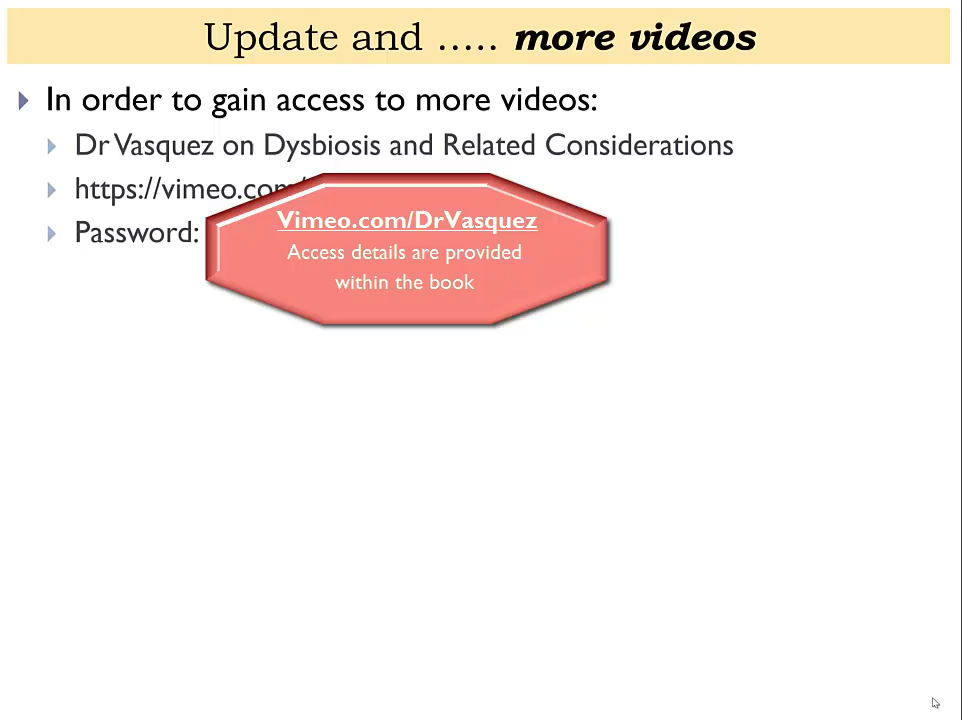 Update and ..... more videos
In order to gain access to more videos:
Dr Vasquez on Dysbiosis and Related Considerations
https://vimeo.com/
Password:
Vimeo.com/DrVasquez
Access details are provided
within the book